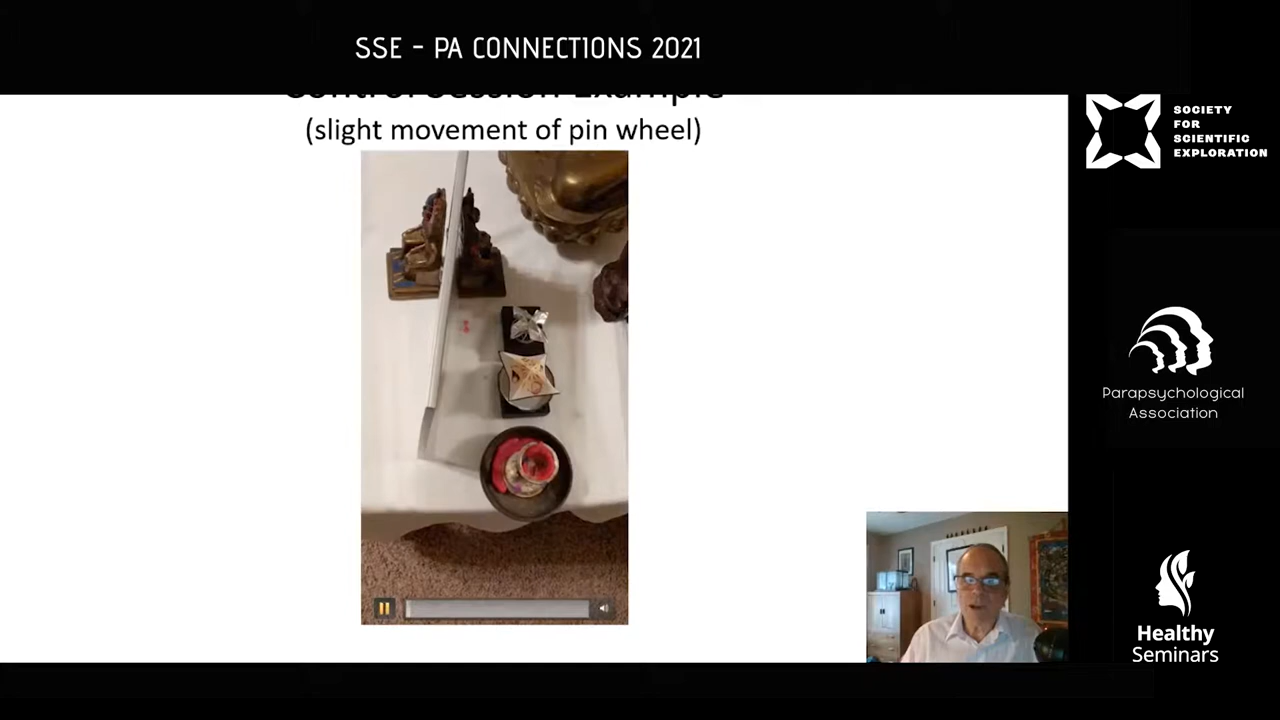 SSE - PA CONNECTIONS 2021
Control Session Example
(slight movement of pin wheel)
SOCIETY
FOR
SCIENTIFIC
EXPLORATION
Parapsychological
Association
Healthy
Seminars